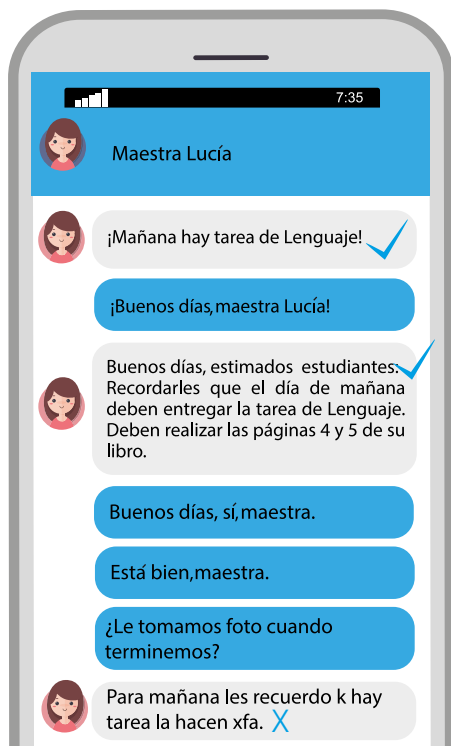 7:35
Maestra Lucía
¡Mañana hay tarea de Lenguaje!
¡Buenos días,maestra Lucía!
Buenos días, estimados estudiantes:
Recordarles que el día de mañana
deben entregar la tarea de Lenguaje.
Deben realizar las páginas 4 y 5 de su
libro.
Buenos días, sí,maestra.
Está bien,maestra.
¿Le tomamos foto cuando
terminemos?
Para mañana les recuerdo k hay
tarea la hacen xfa. X